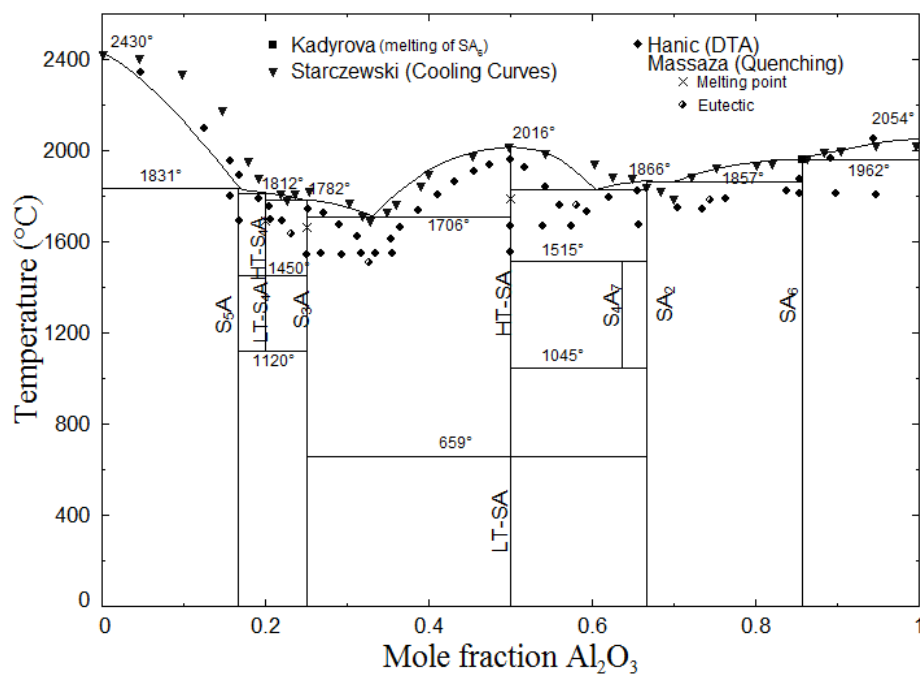 2430°
■ Kadyrova (melting of SA₆)
▼ Starczewski (Cooling Curves)
◆ Hanic (DTA)
Massaza (Quenching)
× Melting point
Eutectic
2400
2000
1600
1200
800
400
0
Temperature (°C)
2016°
2054°
1831°
1812°
1782°
1866°
1857°
1962°
1706°
1450°
1515°
1120°
1045°
659°
S₅A
HT-S₄A
LT-S₄A
S₃A
HT-SA
LT-SA
S₄A₇
SA₂
SA₆
0
0.2
0.4
0.6
0.8
1
Mole fraction Al₂O₃